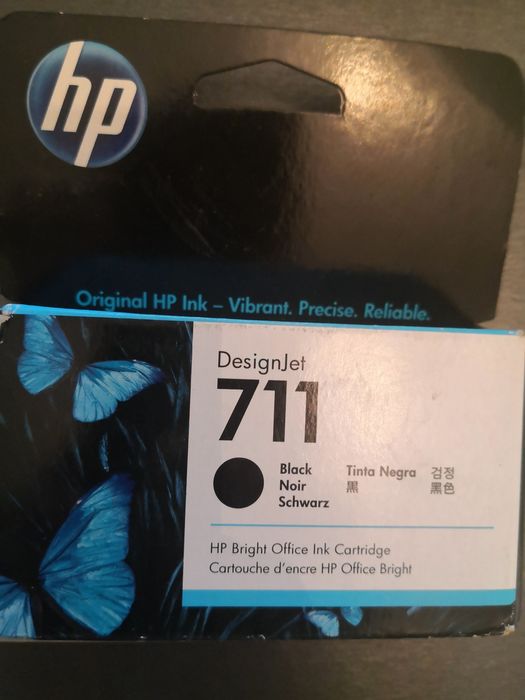 hp
Original HP Ink – Vibrant. Precise. Reliable.
DesignJet
711
Black Tinta Negra 검정
Noir 黒 黑色
Schwarz
HP Bright Office Ink Cartridge
Cartouche d'encre HP Office Bright